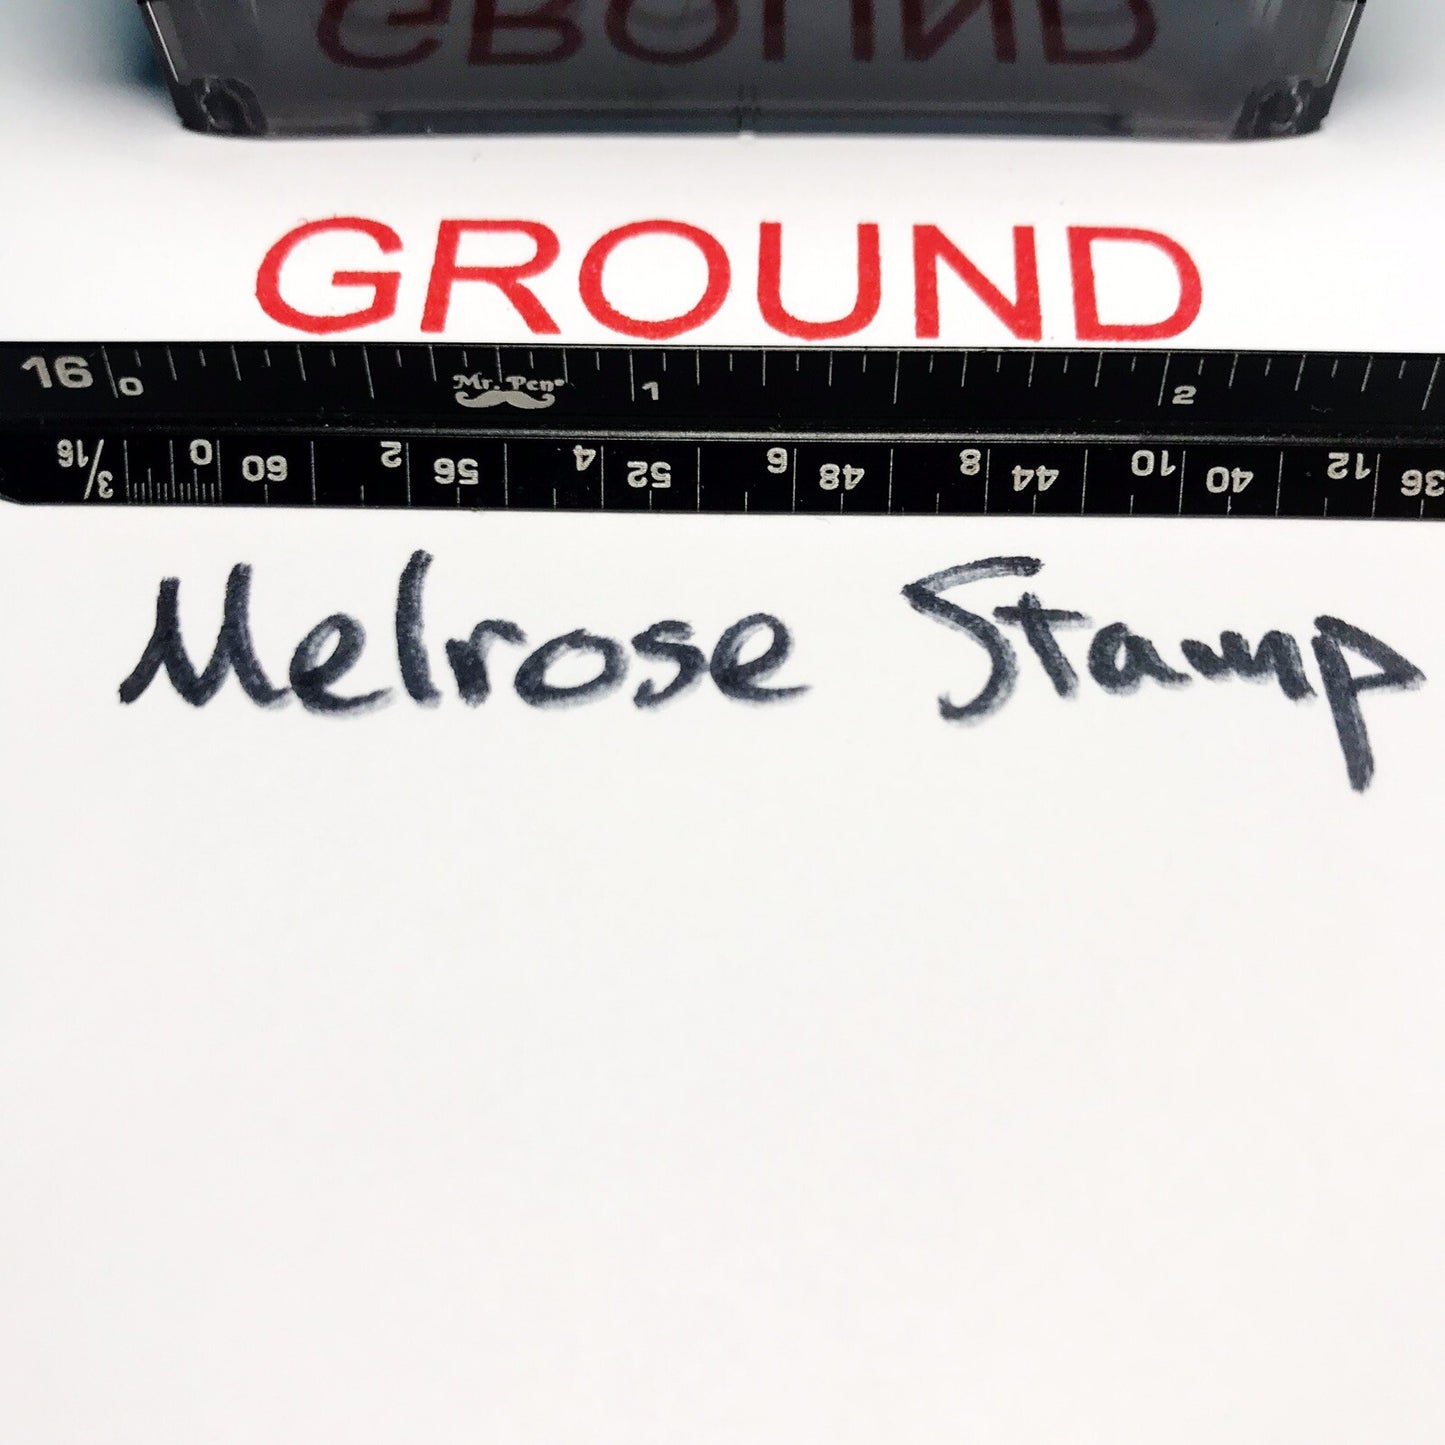 GROUND
GROUND
16 0 1 2
Mr. Pen®
3/16 0 60 2 56 4 52 6 48 8 44 10 40 12 36
Melrose Stamp